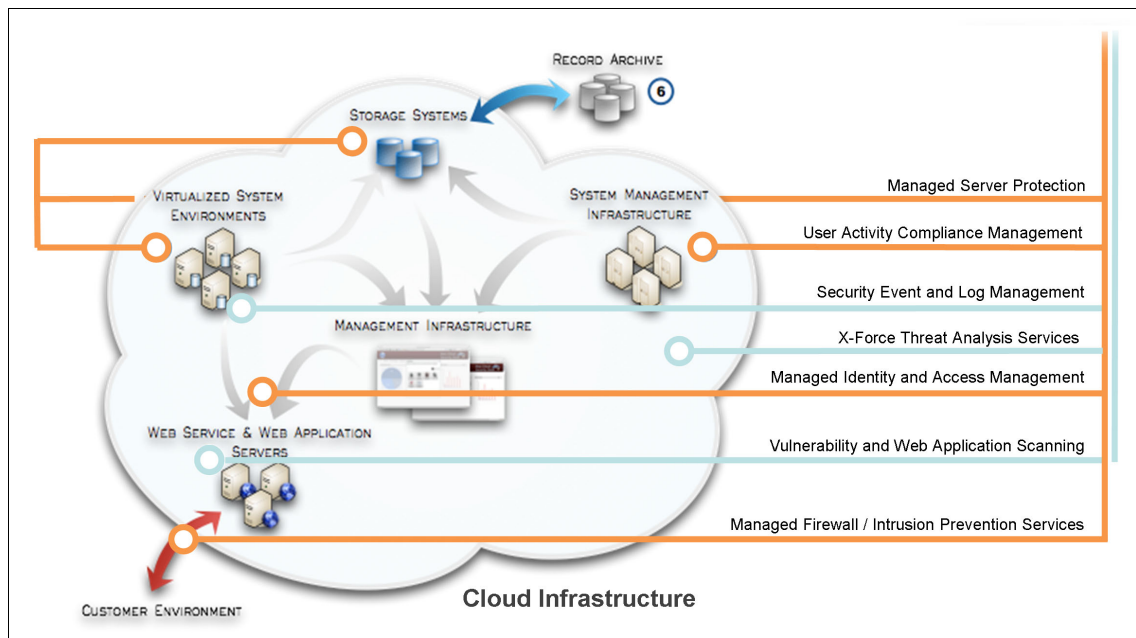 RECORD ARCHIVE
6
STORAGE SYSTEMS
VIRTUALIZED SYSTEM
ENVIRONMENTS
SYSTEM MANAGEMENT
INFRASTRUCTURE
Managed Server Protection
User Activity Compliance Management
Security Event and Log Management
MANAGEMENT INFRASTRUCTURE
X-Force Threat Analysis Services
Managed Identity and Access Management
WEB SERVICE & WEB APPLICATION
SERVERS
Vulnerability and Web Application Scanning
Managed Firewall / Intrusion Prevention Services
CUSTOMER ENVIRONMENT
Cloud Infrastructure